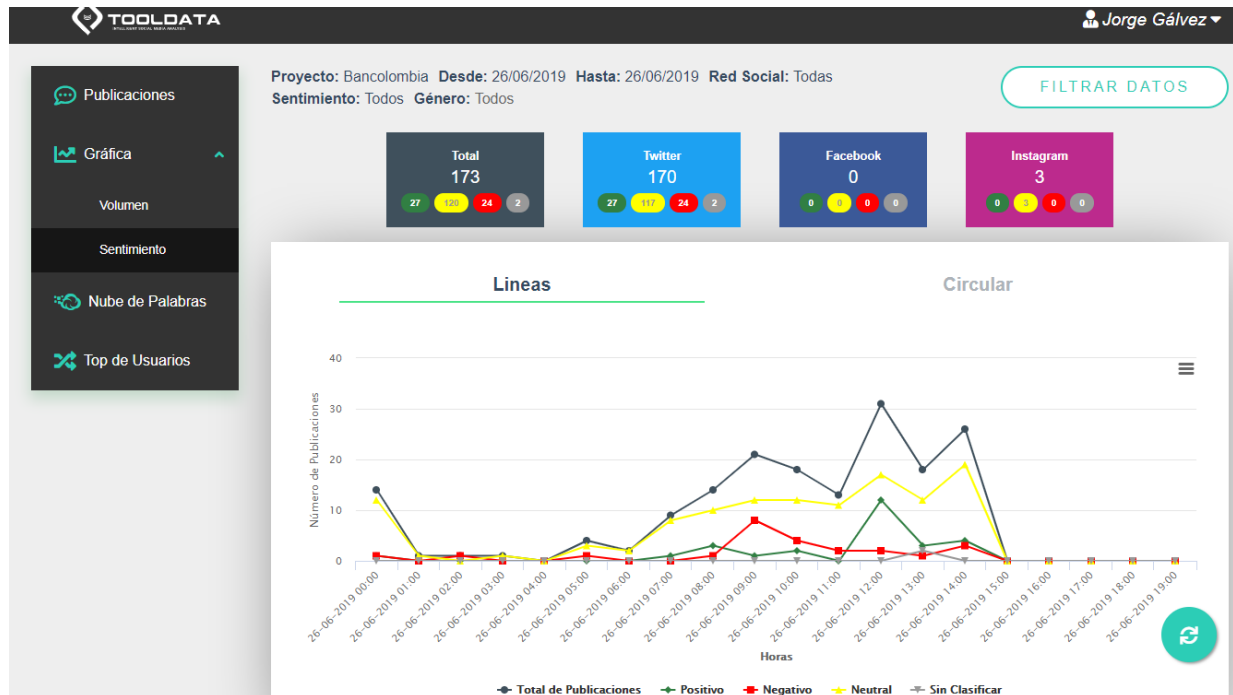 TOOLDATA
INTELLIGENT SOCIAL MEDIA ANALYSIS
Jorge Gálvez
Publicaciones
Gráfica
Volumen
Sentimiento
Nube de Palabras
Top de Usuarios
Proyecto: Bancolombia Desde: 26/06/2019 Hasta: 26/06/2019 Red Social: Todas
Sentimiento: Todos Género: Todos
FILTRAR DATOS
Total
173
27 120 24 2
Twitter
170
27 117 24 2
Facebook
0
0 0 0 0
Instagram
3
0 3 0 0
Lineas
Circular
Número de Publicaciones
40
30
20
10
0
26-06-2019 00:00
26-06-2019 01:00
26-06-2019 02:00
26-06-2019 03:00
26-06-2019 04:00
26-06-2019 05:00
26-06-2019 06:00
26-06-2019 07:00
26-06-2019 08:00
26-06-2019 09:00
26-06-2019 10:00
26-06-2019 11:00
26-06-2019 12:00
26-06-2019 13:00
26-06-2019 14:00
26-06-2019 15:00
26-06-2019 16:00
26-06-2019 17:00
26-06-2019 18:00
26-06-2019 19:00
Horas
Total de Publicaciones Positivo Negativo Neutral Sin Clasificar